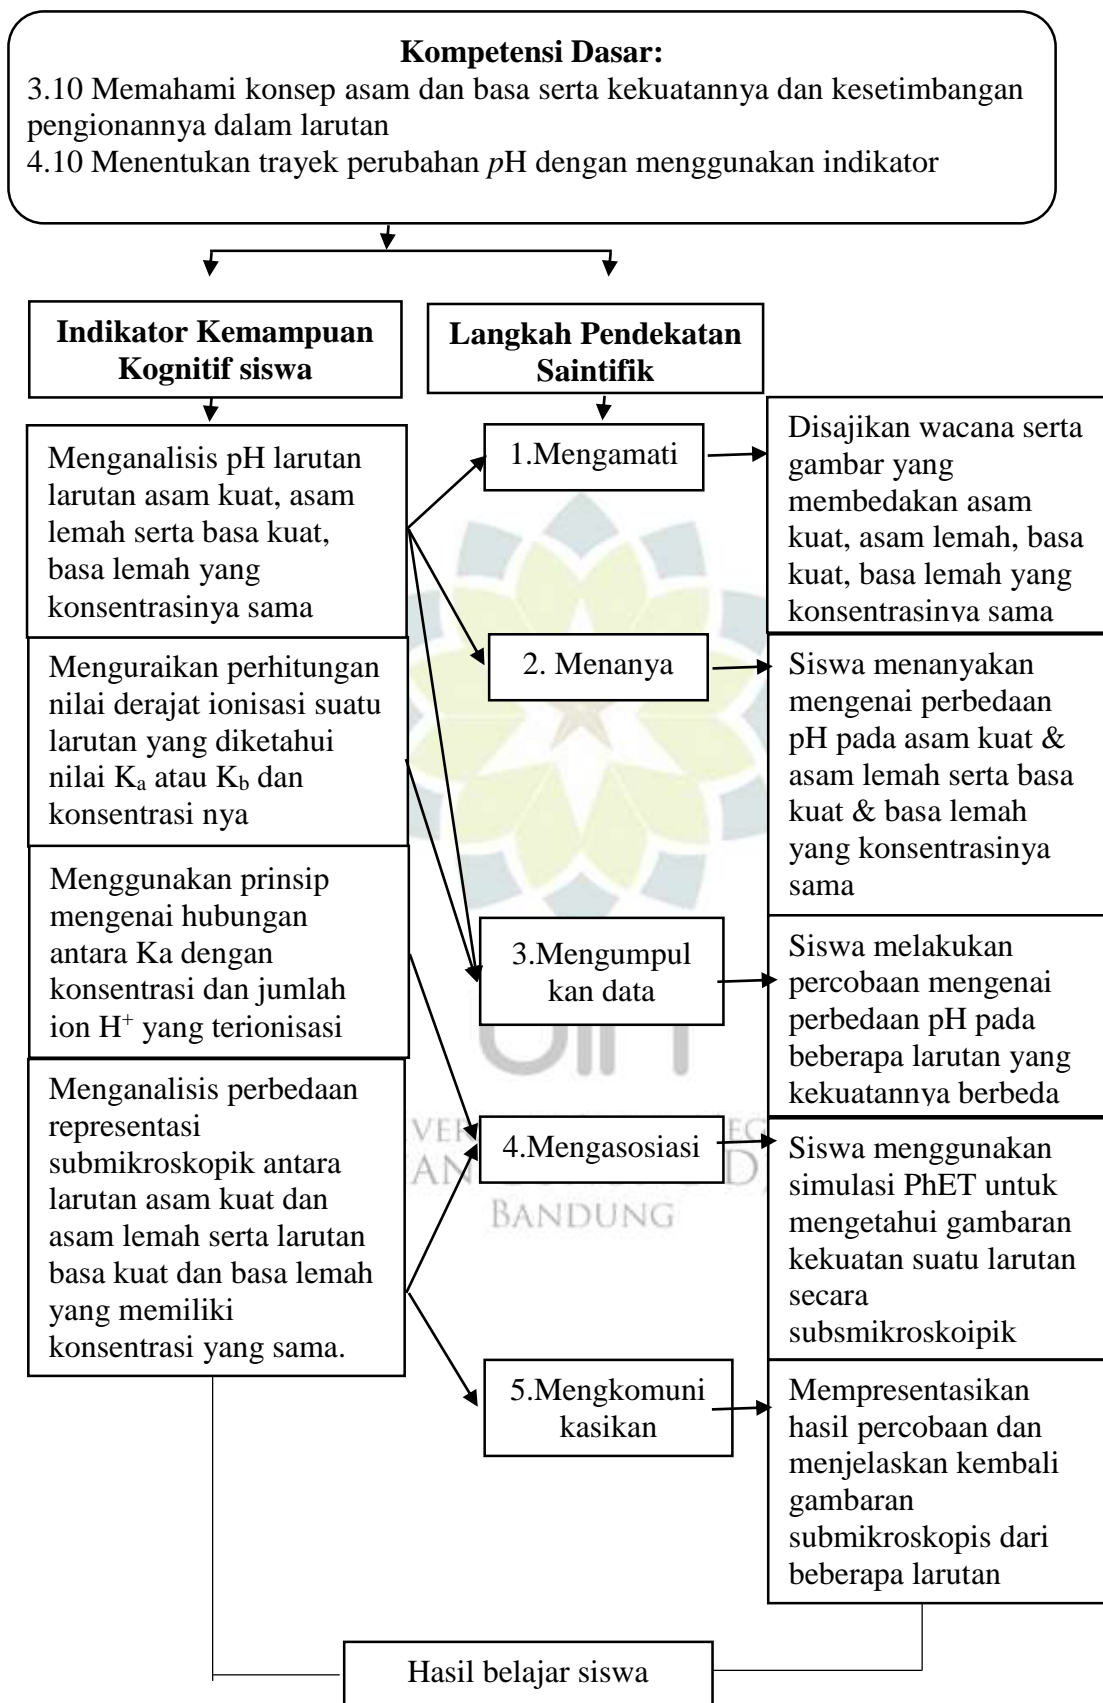 Kompetensi Dasar:
3.10 Memahami konsep asam dan basa serta kekuatannya dan kesetimbangan
pengionannya dalam larutan
4.10 Menentukan trayek perubahan pH dengan menggunakan indikator
Indikator Kemampuan
Kognitif siswa
Langkah Pendekatan
Saintifik
Menganalisis pH larutan
larutan asam kuat, asam
lemah serta basa kuat,
basa lemah yang
konsentrasinya sama
Menguraikan perhitungan
nilai derajat ionisasi suatu
larutan yang diketahui
nilai Ka atau Kb dan
konsentrasi nya
Menggunakan prinsip
mengenai hubungan
antara Ka dengan
konsentrasi dan jumlah
ion H+ yang terionisasi
Menganalisis perbedaan
representasi
submikroskopik antara
larutan asam kuat dan
asam lemah serta larutan
basa kuat dan basa lemah
yang memiliki
konsentrasi yang sama.
1.Mengamati
2. Menanya
3.Mengumpul
kan data
4.Mengasosiasi
5.Mengkomuni
kasikan
Disajikan wacana serta
gambar yang
membedakan asam
kuat, asam lemah, basa
kuat, basa lemah yang
konsentrasinya sama
Siswa menanyakan
mengenai perbedaan
pH pada asam kuat &
asam lemah serta basa
kuat & basa lemah
yang konsentrasinya
sama
Siswa melakukan
percobaan mengenai
perbedaan pH pada
beberapa larutan yang
kekuatannya berbeda
Siswa menggunakan
simulasi PhET untuk
mengetahui gambaran
kekuatan suatu larutan
secara
subsmikroskoipik
Mempresentasikan
hasil percobaan dan
menjelaskan kembali
gambaran
submikroskopis dari
beberapa larutan
BANDUNG
Hasil belajar siswa